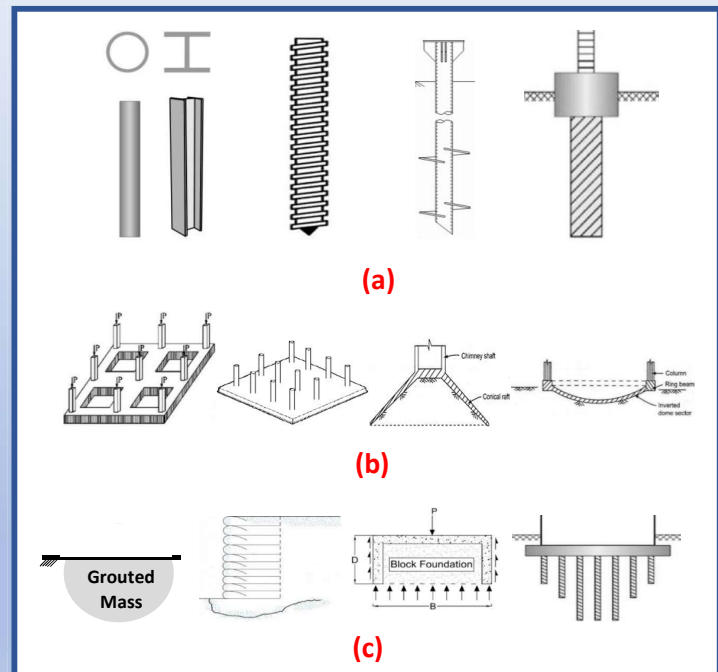 (a)
P P P
P P P
P P P
Chimney shaft
Conical raft
Column
Ring beam
Inverted
dome sector
(b)
Grouted
Mass
P
D
Block Foundation
B
(c)